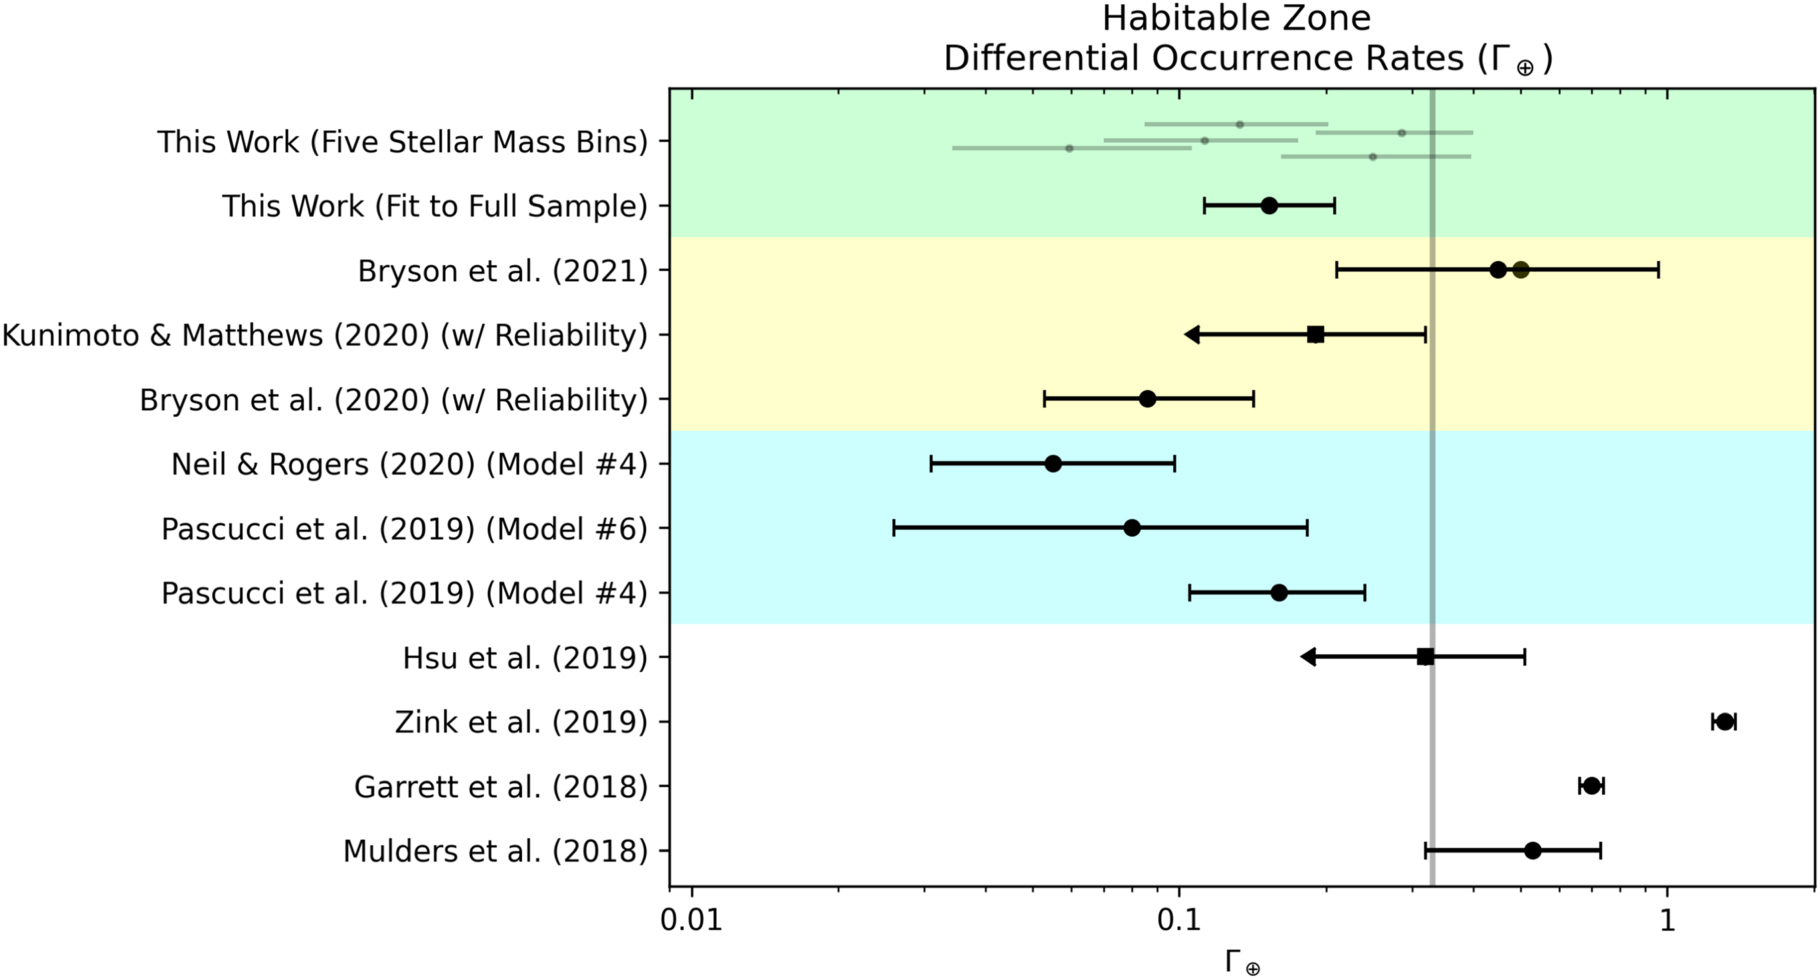 Habitable Zone
Differential Occurrence Rates (Γ⊕)
This Work (Five Stellar Mass Bins)
This Work (Fit to Full Sample)
Bryson et al. (2021)
Kunimoto & Matthews (2020) (w/ Reliability)
Bryson et al. (2020) (w/ Reliability)
Neil & Rogers (2020) (Model #4)
Pascucci et al. (2019) (Model #6)
Pascucci et al. (2019) (Model #4)
Hsu et al. (2019)
Zink et al. (2019)
Garrett et al. (2018)
Mulders et al. (2018)
0.01 0.1 1
Γ⊕